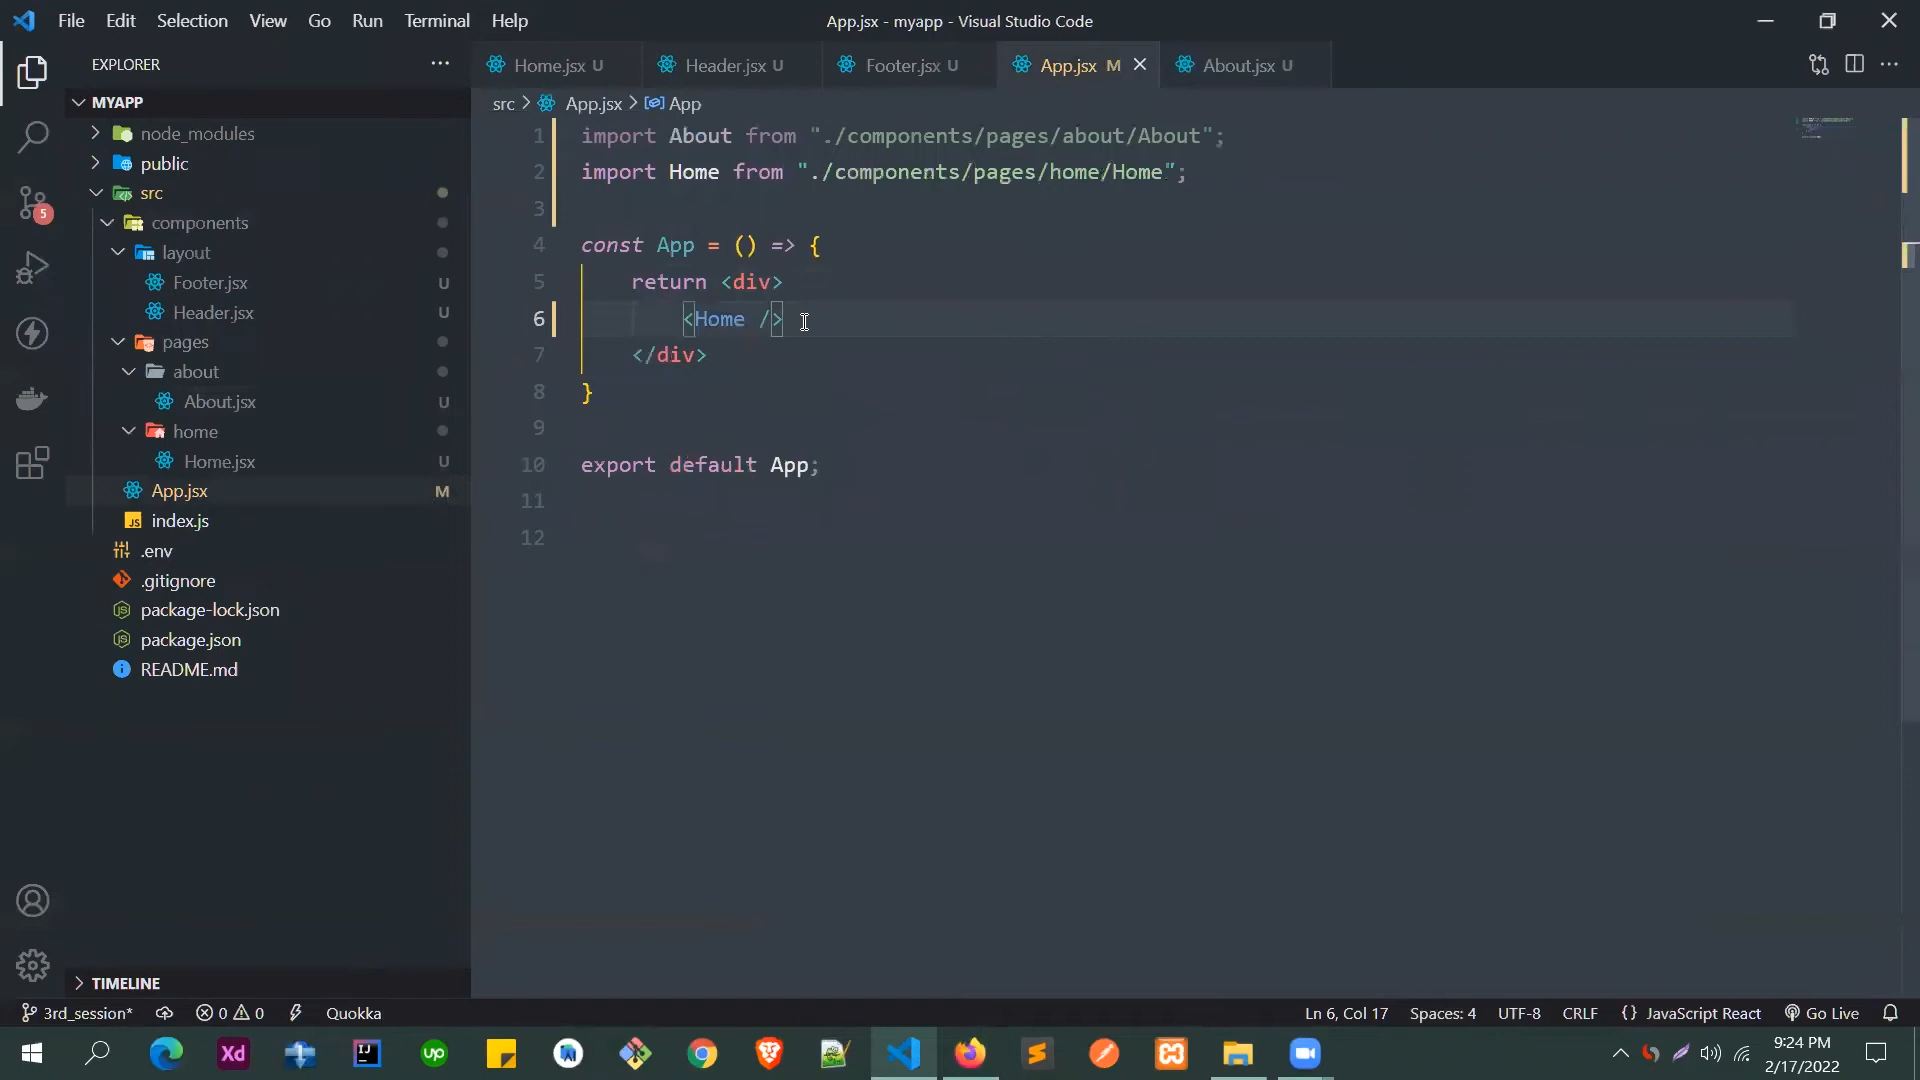 File Edit Selection View Go Run Terminal Help
App.jsx - myapp - Visual Studio Code
EXPLORER
Home.jsx U
Header.jsx U
Footer.jsx U
App.jsx M
About.jsx U
MYAPP
src > App.jsx > App
node_modules
public
src
components
layout
Footer.jsx U
Header.jsx U
pages
about
About.jsx U
home
Home.jsx U
App.jsx M
JS index.js
.env
.gitignore
package-lock.json
package.json
README.md
TIMELINE
1 import About from "./components/pages/about/About";
2 import Home from "./components/pages/home/Home";
3
4 const App = () => {
5 return <div>
6 <Home />
7 </div>
8 }
9
10 export default App;
11
12
5
3rd_session* 0 0 Quokka
Ln 6, Col 17 Spaces: 4 UTF-8 CRLF {} JavaScript React Go Live
Xd
IJ
up
9:24 PM
2/17/2022